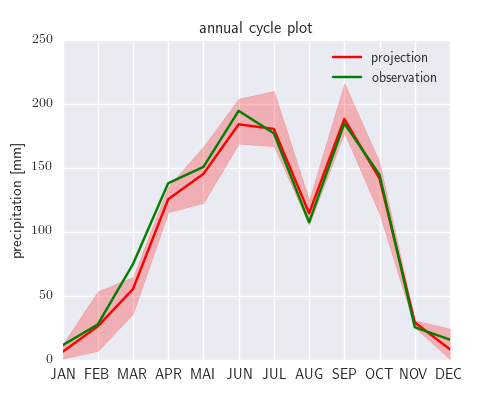 annual cycle plot
projection
observation
precipitation [mm]
250
200
150
100
50
0
JAN FEB MAR APR MAI JUN JUL AUG SEP OCT NOV DEC